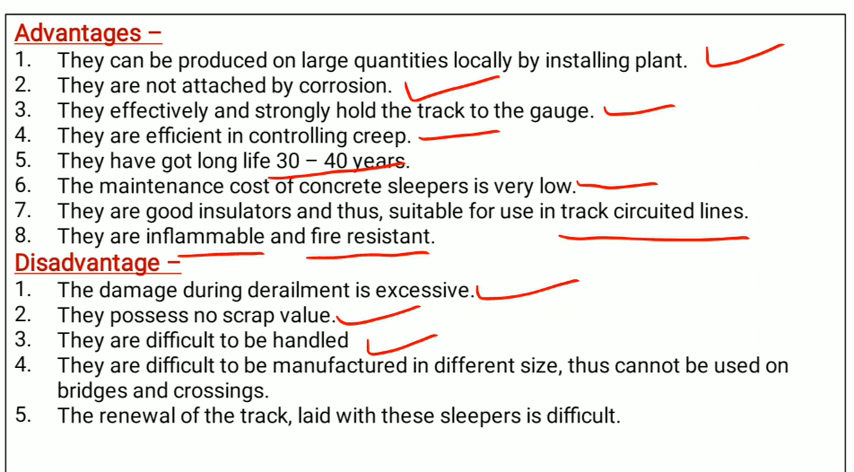 Advantages –
1. They can be produced on large quantities locally by installing plant.
2. They are not attached by corrosion.
3. They effectively and strongly hold the track to the gauge.
4. They are efficient in controlling creep.
5. They have got long life 30 – 40 years.
6. The maintenance cost of concrete sleepers is very low.
7. They are good insulators and thus, suitable for use in track circuited lines.
8. They are inflammable and fire resistant.
Disadvantage –
1. The damage during derailment is excessive.
2. They possess no scrap value.
3. They are difficult to be handled
4. They are difficult to be manufactured in different size, thus cannot be used on
bridges and crossings.
5. The renewal of the track, laid with these sleepers is difficult.